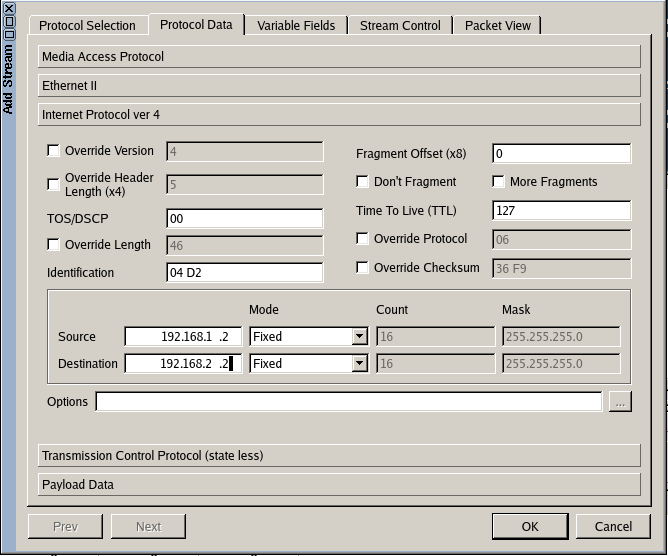 Add Stream
Protocol Selection Protocol Data Variable Fields Stream Control Packet View
Media Access Protocol
Ethernet II
Internet Protocol ver 4
Override Version 4 Fragment Offset (x8) 0
Override Header
Length (x4) 5 Don't Fragment More Fragments
TOS/DSCP 00 Time To Live (TTL) 127
Override Length 46 Override Protocol 06
Identification 04 D2 Override Checksum 36 F9
Mode Count Mask
Source 192.168.1 .2 Fixed 16 255.255.255.0
Destination 192.168.2 .2 Fixed 16 255.255.255.0
Options ...
Transmission Control Protocol (state less)
Payload Data
Prev Next OK Cancel